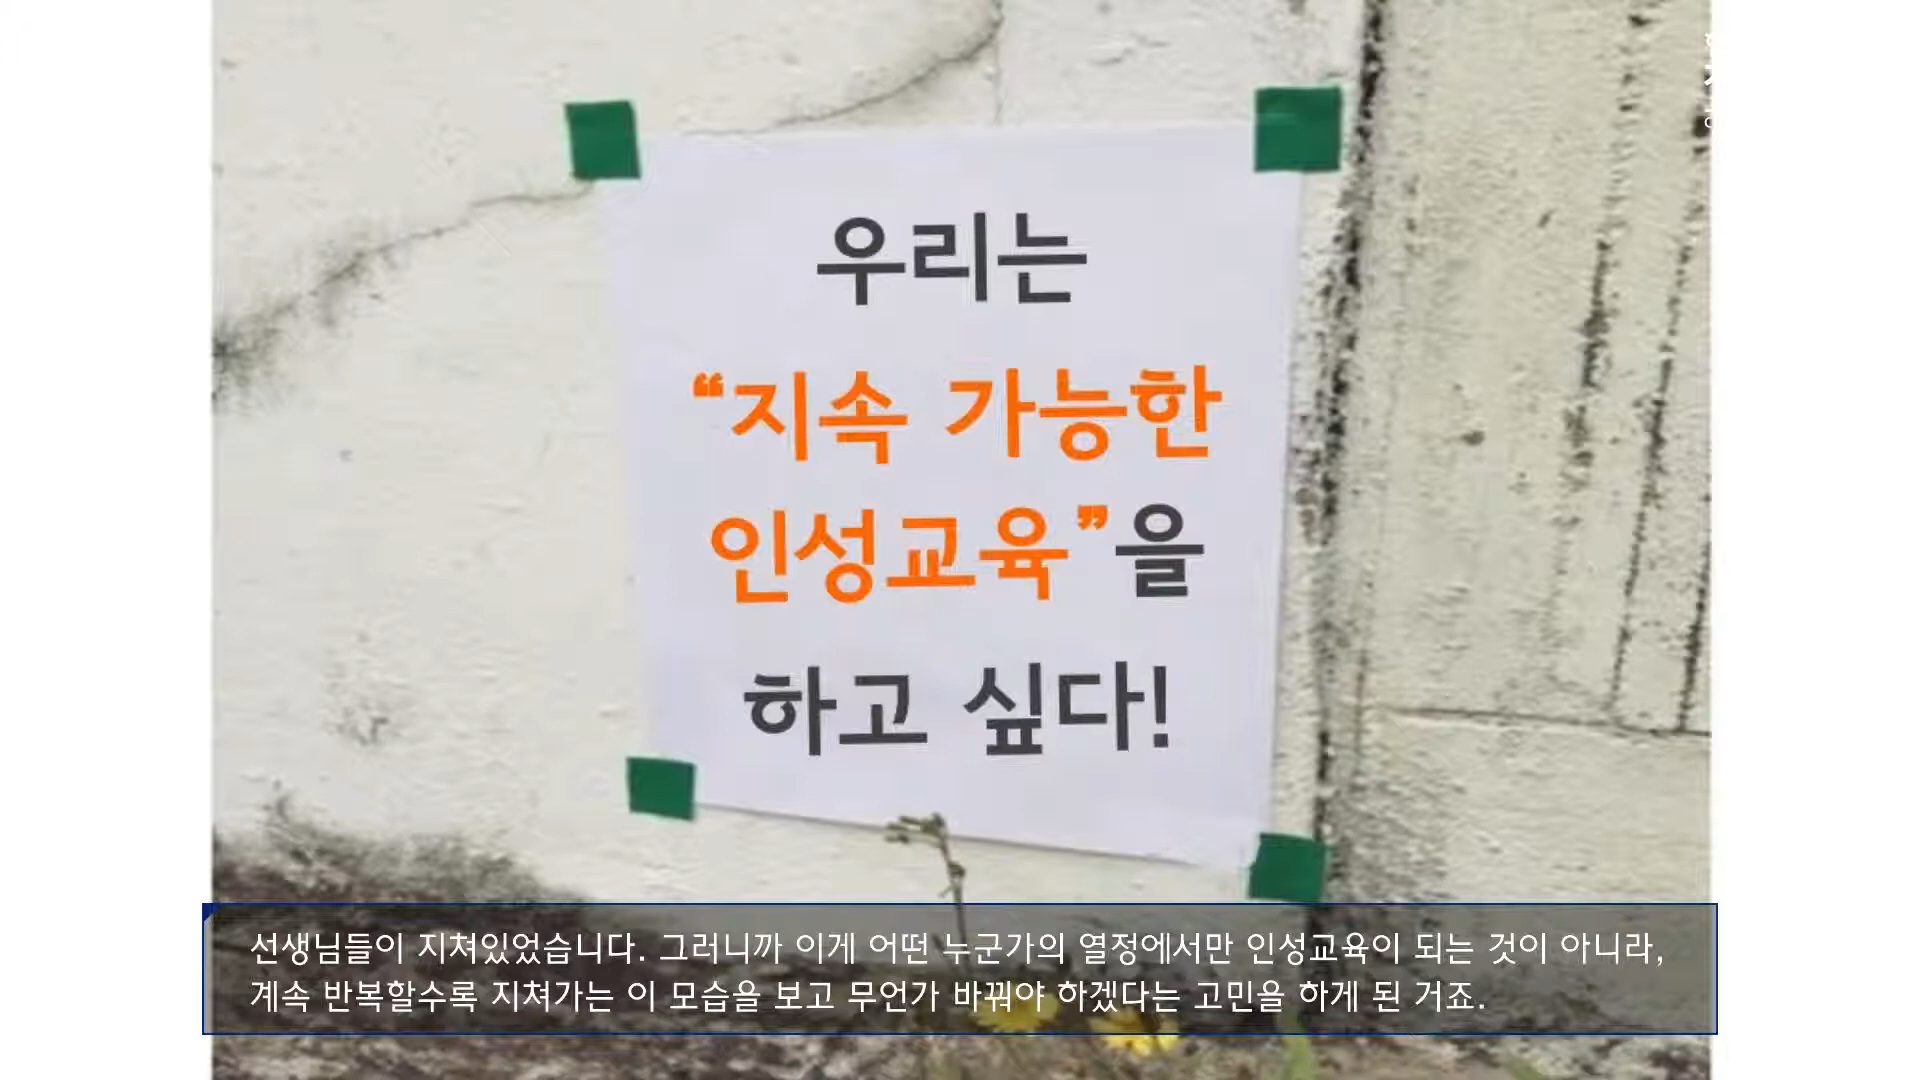 우리는
“지속 가능한
인성교육”을
하고 싶다!
선생님들이 지쳐있었습니다. 그러니까 이게 어떤 누군가의 열정에서만 인성교육이 되는 것이 아니라,
계속 반복할수록 지쳐가는 이 모습을 보고 무언가 바꿔야 하겠다는 고민을 하게 된 거죠.